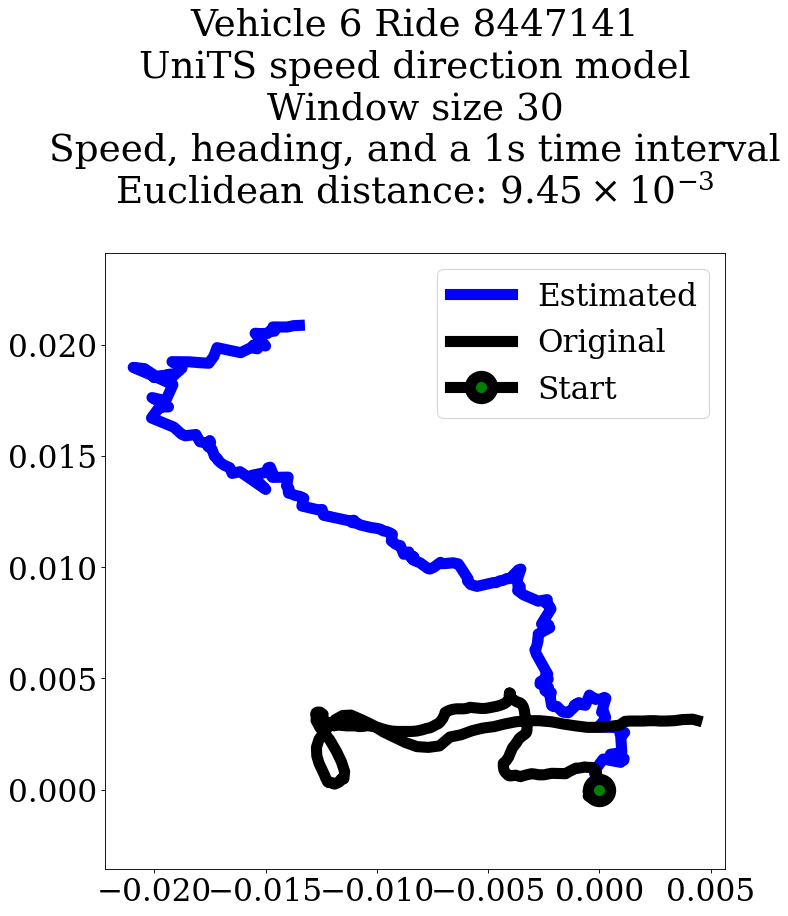 Vehicle 6 Ride 8447141
UniTS speed direction model
Window size 30
Speed, heading, and a 1s time interval
Euclidean distance: 9.45 × 10⁻³
Estimated
Original
Start
0.020
0.015
0.010
0.005
0.000
−0.020 −0.015 −0.010 −0.005 0.000 0.005